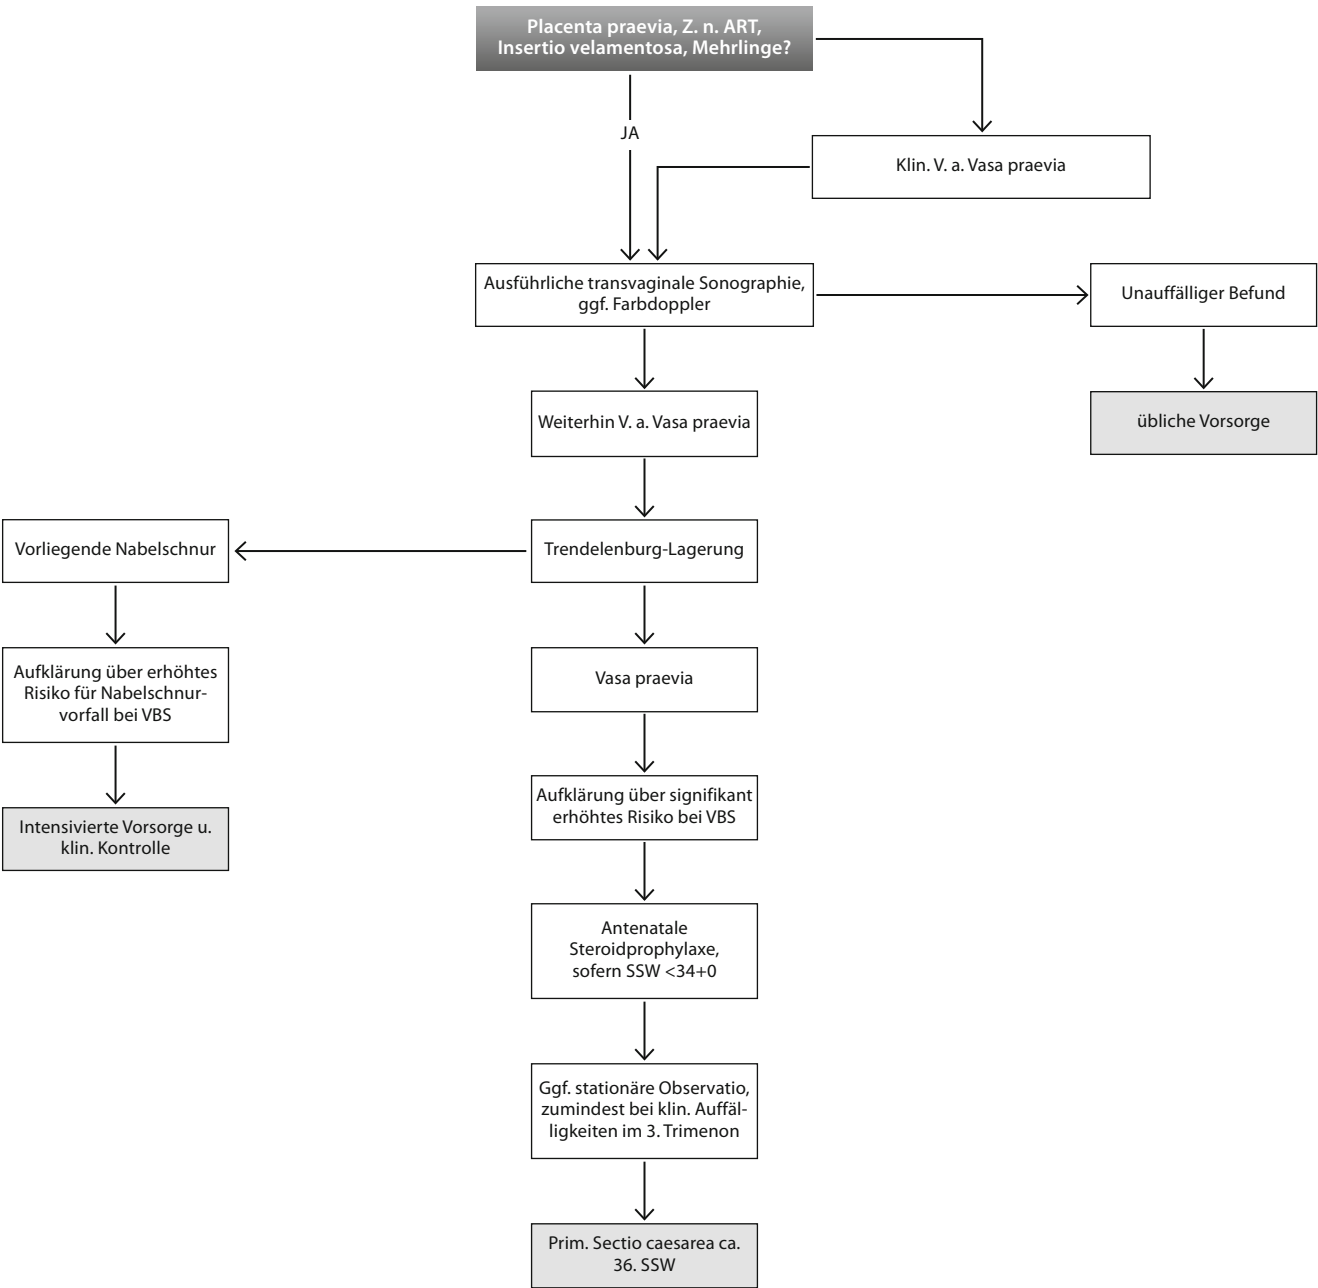 Placenta praevia, Z. n. ART,
Insertio velamentosa, Mehrlinge?
JA
Klin. V. a. Vasa praevia
Ausführliche transvaginale Sonographie,
ggf. Farbdoppler
Unauffälliger Befund
übliche Vorsorge
Weiterhin V. a. Vasa praevia
Trendelenburg-Lagerung
Vorliegende Nabelschnur
Aufklärung über erhöhtes
Risiko für Nabelschnur-
vorfall bei VBS
Intensivierte Vorsorge u.
klin. Kontrolle
Vasa praevia
Aufklärung über signifikant
erhöhtes Risiko bei VBS
Antenatale
Steroidprophylaxe,
sofern SSW <34+0
Ggf. stationäre Observatio,
zumindest bei klin. Auffäl-
ligkeiten im 3. Trimenon
Prim. Sectio caesarea ca.
36. SSW